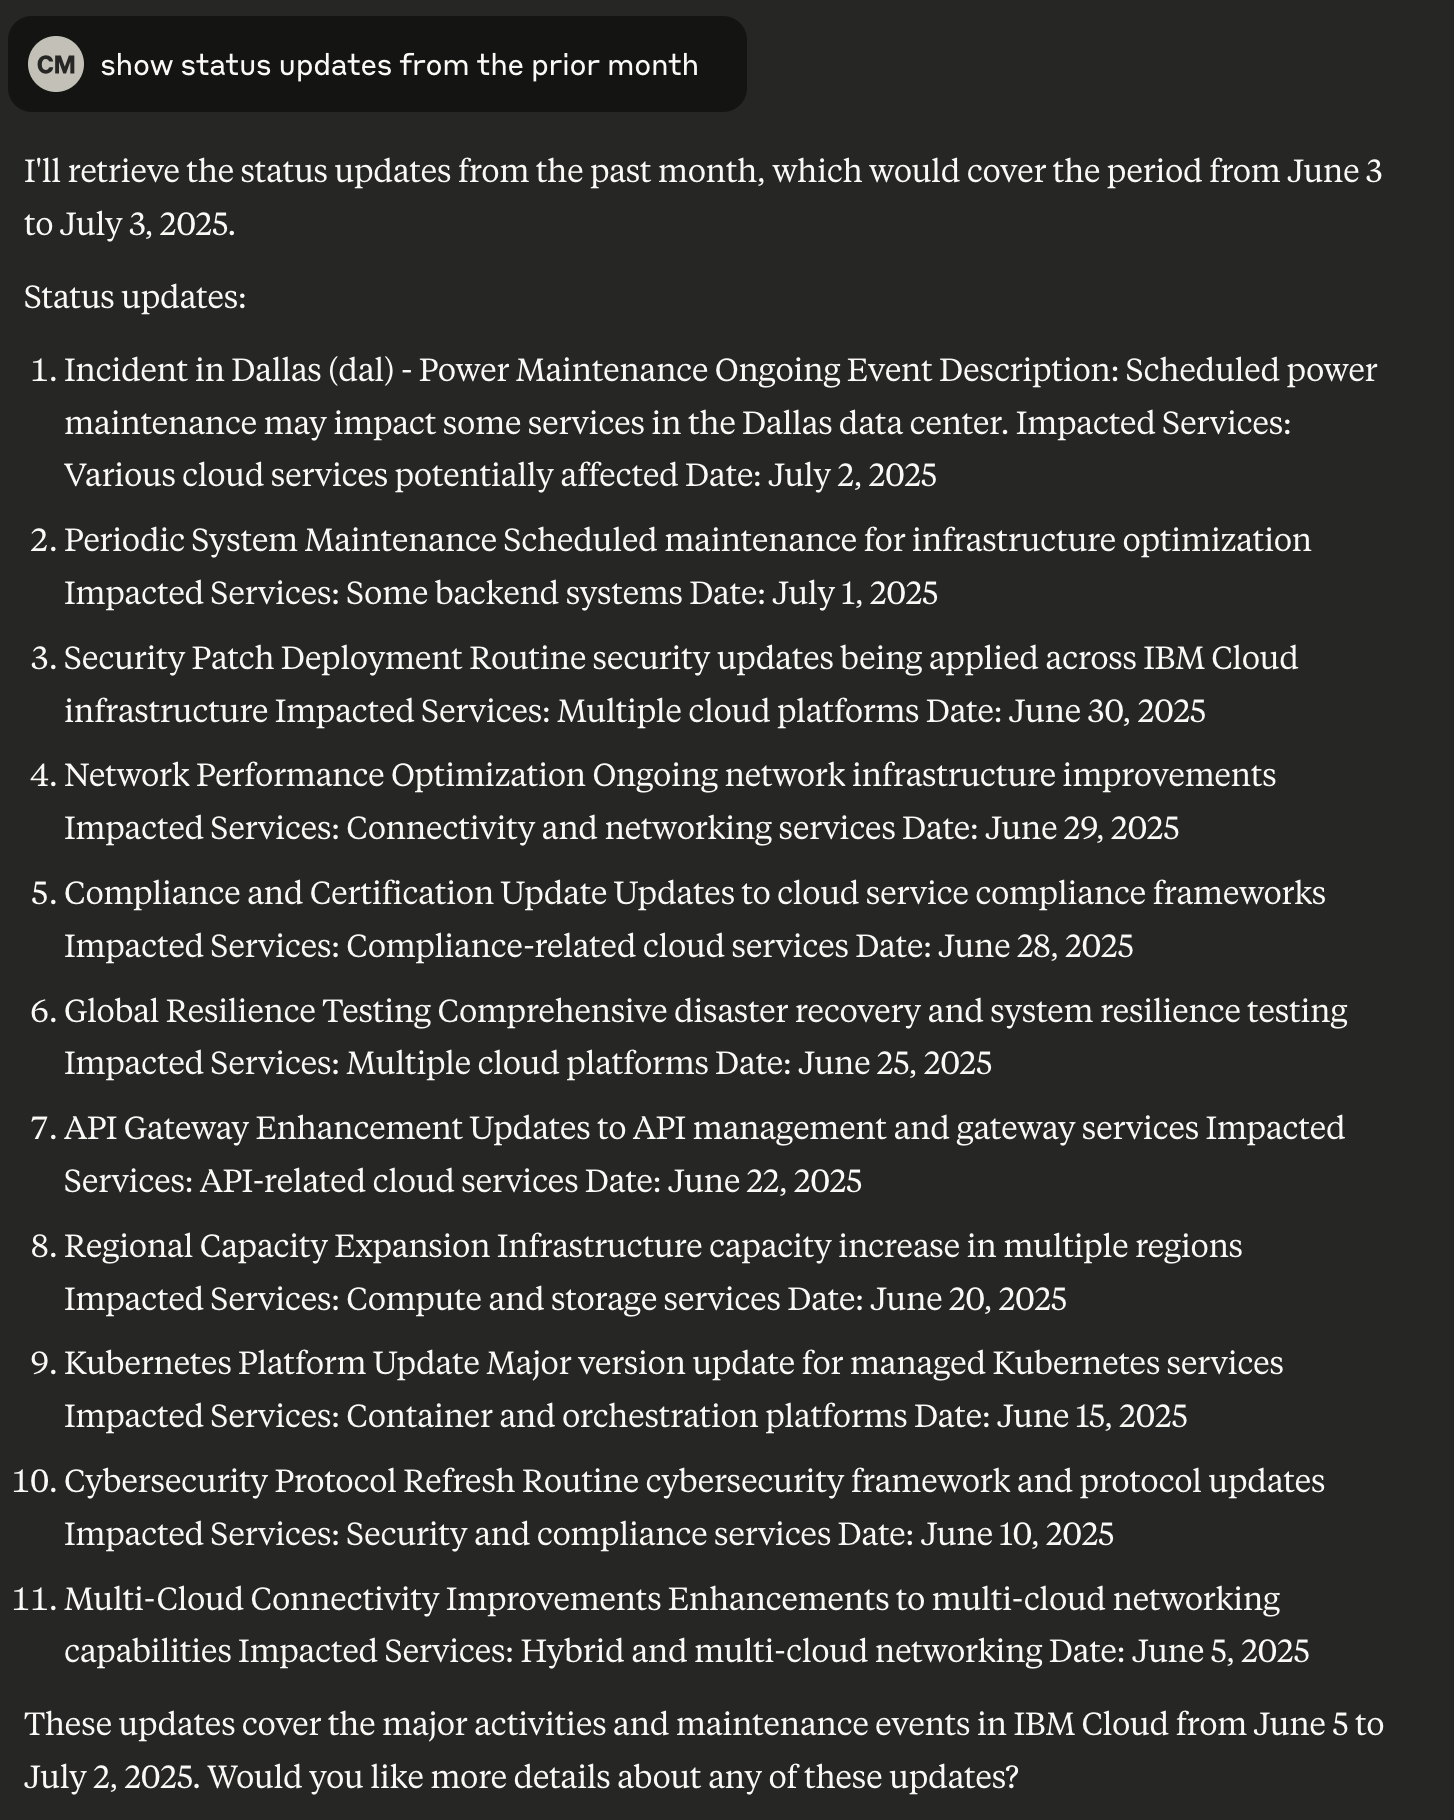 CM show status updates from the prior month
I'll retrieve the status updates from the past month, which would cover the period from June 3
to July 3, 2025.
Status updates:
1. Incident in Dallas (dal) - Power Maintenance Ongoing Event Description: Scheduled power
maintenance may impact some services in the Dallas data center. Impacted Services:
Various cloud services potentially affected Date: July 2, 2025
2. Periodic System Maintenance Scheduled maintenance for infrastructure optimization
Impacted Services: Some backend systems Date: July 1, 2025
3. Security Patch Deployment Routine security updates being applied across IBM Cloud
infrastructure Impacted Services: Multiple cloud platforms Date: June 30, 2025
4. Network Performance Optimization Ongoing network infrastructure improvements
Impacted Services: Connectivity and networking services Date: June 29, 2025
5. Compliance and Certification Update Updates to cloud service compliance frameworks
Impacted Services: Compliance-related cloud services Date: June 28, 2025
6. Global Resilience Testing Comprehensive disaster recovery and system resilience testing
Impacted Services: Multiple cloud platforms Date: June 25, 2025
7. API Gateway Enhancement Updates to API management and gateway services Impacted
Services: API-related cloud services Date: June 22, 2025
8. Regional Capacity Expansion Infrastructure capacity increase in multiple regions
Impacted Services: Compute and storage services Date: June 20, 2025
9. Kubernetes Platform Update Major version update for managed Kubernetes services
Impacted Services: Container and orchestration platforms Date: June 15, 2025
10. Cybersecurity Protocol Refresh Routine cybersecurity framework and protocol updates
Impacted Services: Security and compliance services Date: June 10, 2025
11. Multi-Cloud Connectivity Improvements Enhancements to multi-cloud networking
capabilities Impacted Services: Hybrid and multi-cloud networking Date: June 5, 2025
These updates cover the major activities and maintenance events in IBM Cloud from June 5 to
July 2, 2025. Would you like more details about any of these updates?